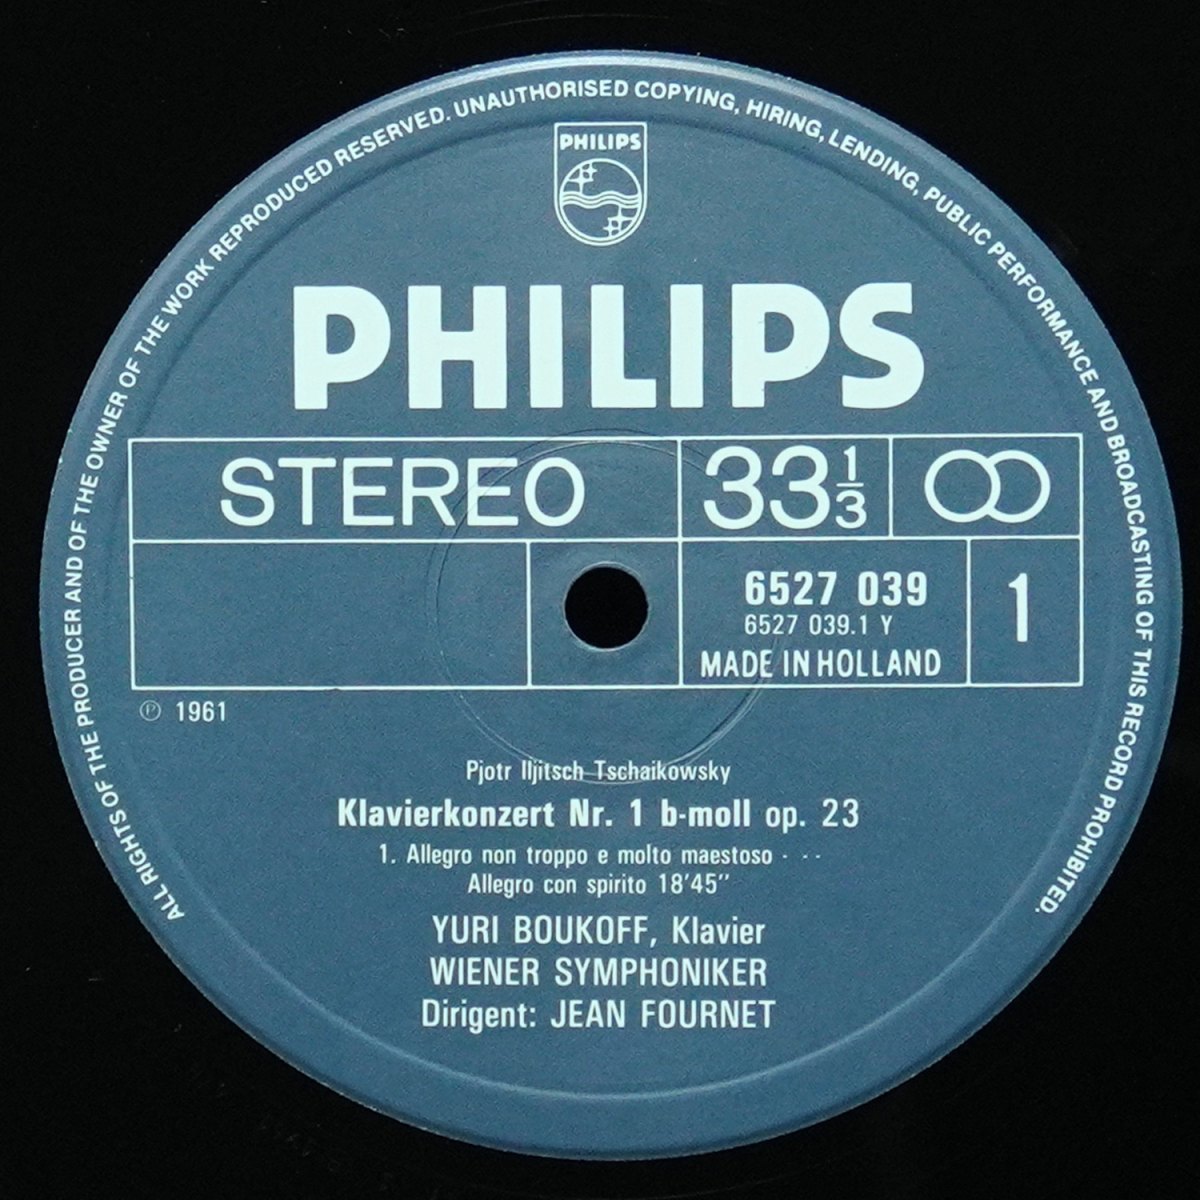 ALL RIGHTS OF THE PRODUCER AND OF THE OWNER OF THE WORK REPRODUCED RESERVED. UNAUTHORISED COPYING, HIRING, LENDING, PUBLIC PERFORMANCE AND BROADCASTING OF THIS RECORD PROHIBITED.
PHILIPS
PHILIPS
STEREO 33 1/3
6527 039
6527 039.1 Y
MADE IN HOLLAND
1
℗ 1961
Pjotr Iljitsch Tschaikowsky
Klavierkonzert Nr. 1 b-moll op. 23
1. Allegro non troppo e molto maestoso - --
Allegro con spirito 18'45"
YURI BOUKOFF, Klavier
WIENER SYMPHONIKER
Dirigent: JEAN FOURNET